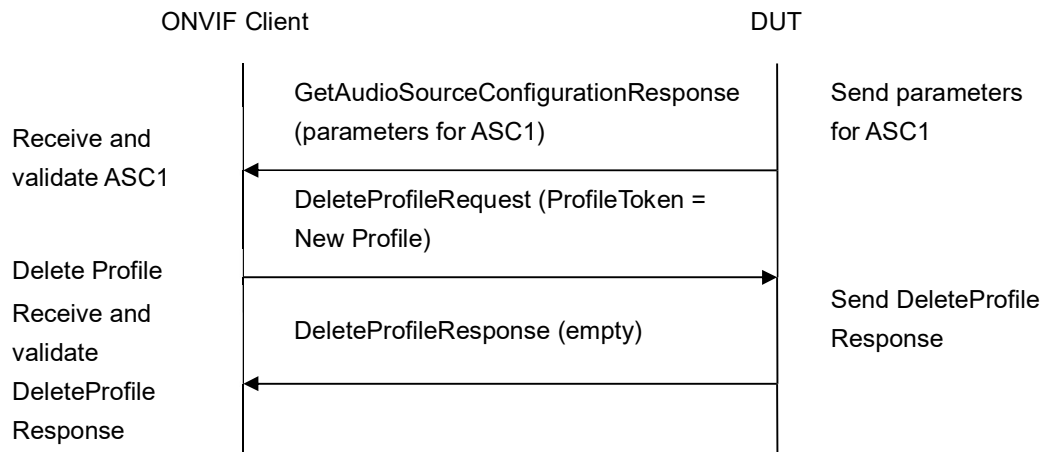 ONVIF Client
DUT
GetAudioSourceConfigurationResponse
(parameters for ASC1)
Send parameters
for ASC1
Receive and
validate ASC1
DeleteProfileRequest (ProfileToken =
New Profile)
Delete Profile
Receive and
validate
DeleteProfile
Response
DeleteProfileResponse (empty)
Send DeleteProfile
Response